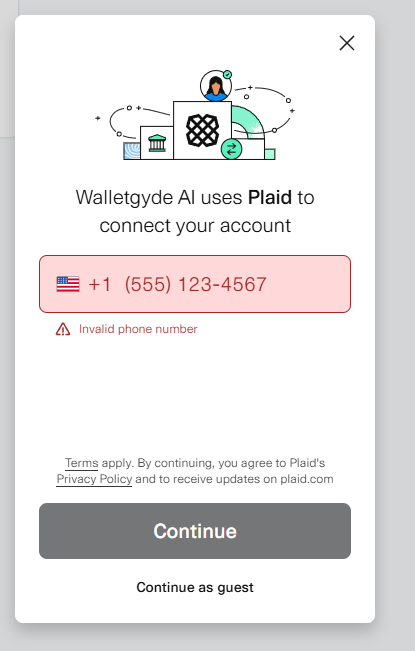 Walletgyde AI uses Plaid to
connect your account
+1 (555) 123-4567
Invalid phone number
Terms apply. By continuing, you agree to Plaid's
Privacy Policy and to receive updates on plaid.com
Continue
Continue as guest